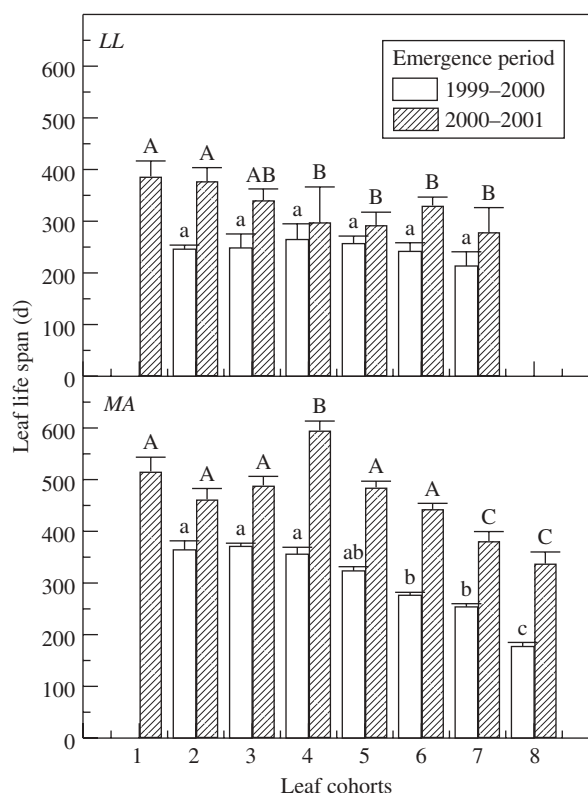 LL
Emergence period
1999–2000
2000–2001
600
500
400
300
200
100
0
A
A
AB
B
B
B
B
a
a
a
a
a
a
Leaf life span (d)
MA
600
500
400
300
200
100
0
A
A
A
B
A
A
C
C
a
a
a
ab
b
b
c
1 2 3 4 5 6 7 8
Leaf cohorts